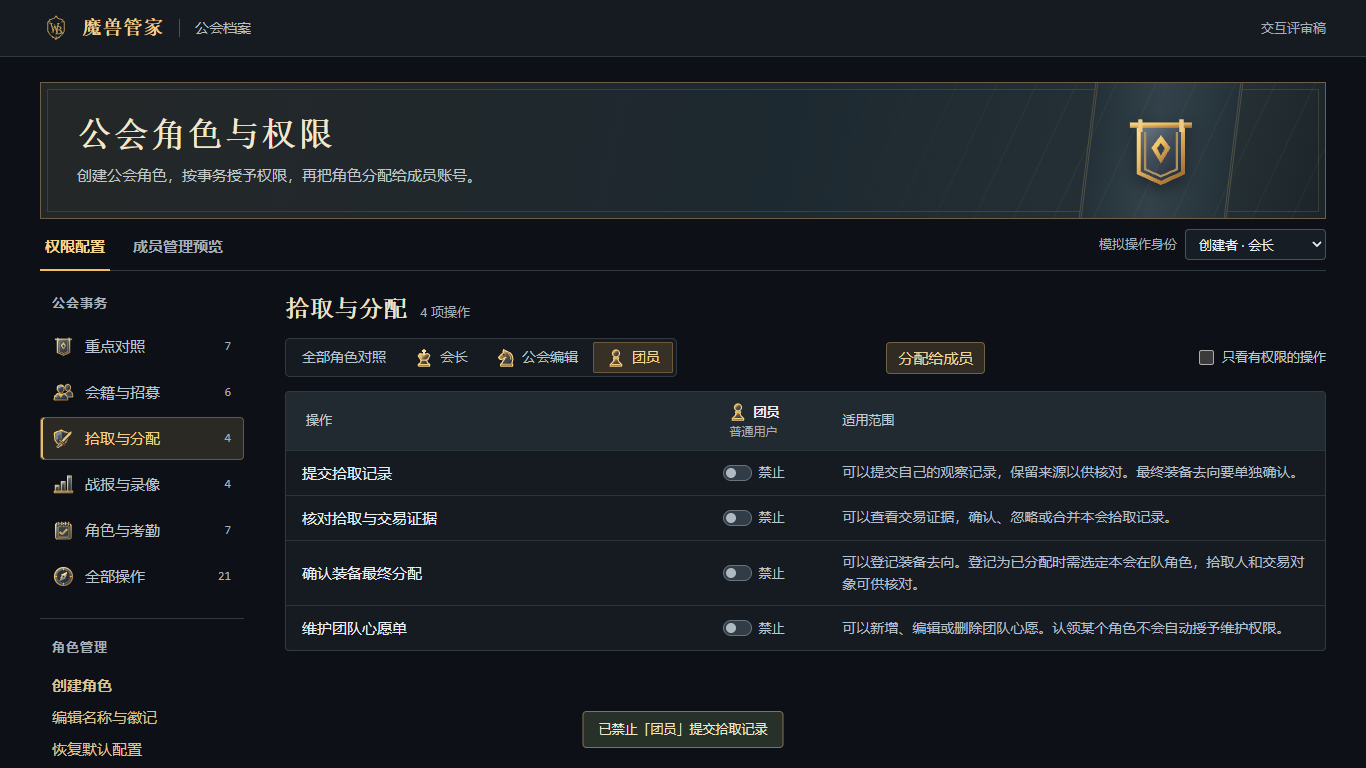 魔兽管家
公会档案
交互评审稿
公会角色与权限
创建公会角色，按事务授予权限，再把角色分配给成员账号。
权限配置
成员管理预览
模拟操作身份
创建者 · 会长
公会事务
重点对照 7
会籍与招募 6
拾取与分配 4
战报与录像 4
角色与考勤 7
全部操作 21
角色管理
创建角色
编辑名称与徽记
恢复默认配置
拾取与分配 4 项操作
全部角色对照 会长 公会编辑 团员
分配给成员
只看有权限的操作
操作
团员
普通用户
适用范围
提交拾取记录
禁止
可以提交自己的观察记录，保留来源以供核对。最终装备去向要单独确认。
核对拾取与交易证据
禁止
可以查看交易证据，确认、忽略或合并本会拾取记录。
确认装备最终分配
禁止
可以登记装备去向。登记为已分配时需选定本会在队角色，拾取人和交易对
象可供核对。
维护团队心愿单
禁止
可以新增、编辑或删除团队心愿。认领某个角色不会自动授予维护权限。
已禁止「团员」提交拾取记录